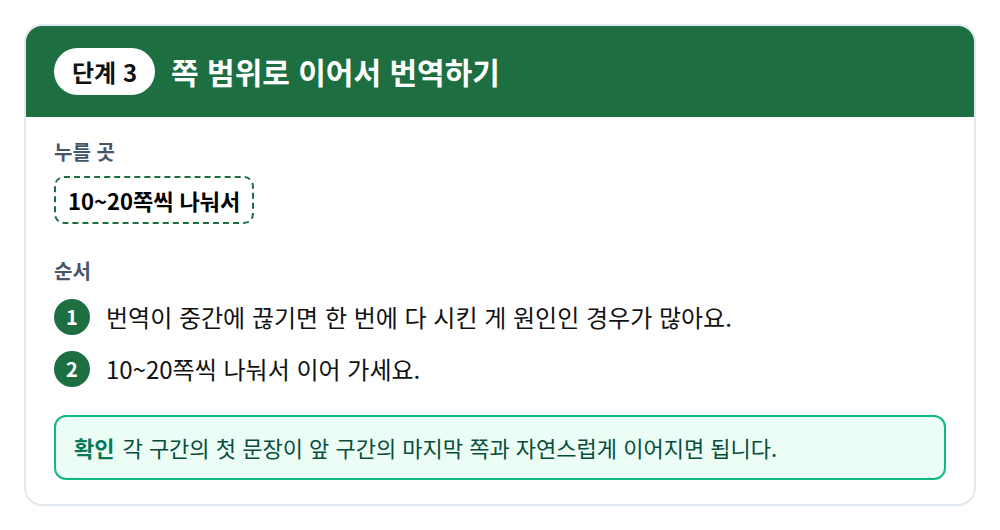 단계 3 쪽 범위로 이어서 번역하기
누를 곳
10~20쪽씩 나눠서
순서
1 번역이 중간에 끊기면 한 번에 다 시킨 게 원인인 경우가 많아요.
2 10~20쪽씩 나눠서 이어 가세요.
확인 각 구간의 첫 문장이 앞 구간의 마지막 쪽과 자연스럽게 이어지면 됩니다.